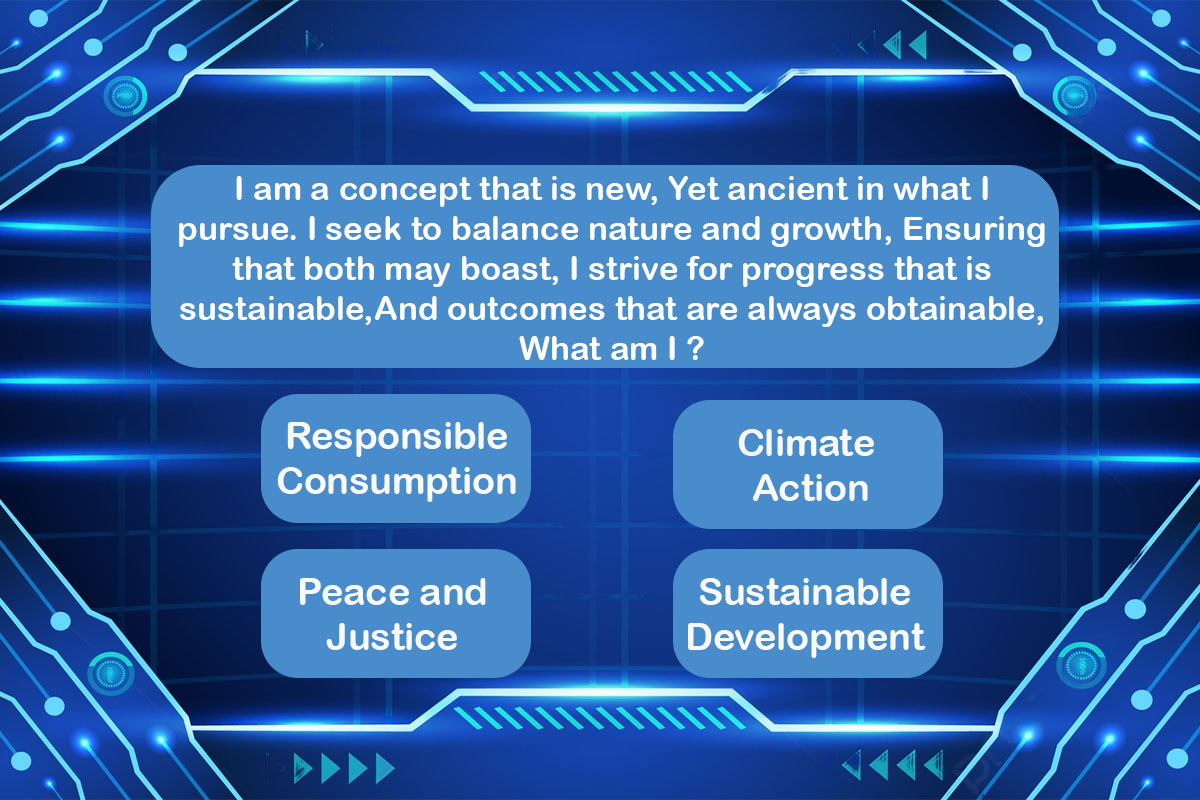 I am a concept that is new, Yet ancient in what I
pursue. I seek to balance nature and growth, Ensuring
that both may boast, I strive for progress that is
sustainable,And outcomes that are always obtainable,
What am I ?
Responsible
Consumption
Climate
Action
Peace and
Justice
Sustainable
Development